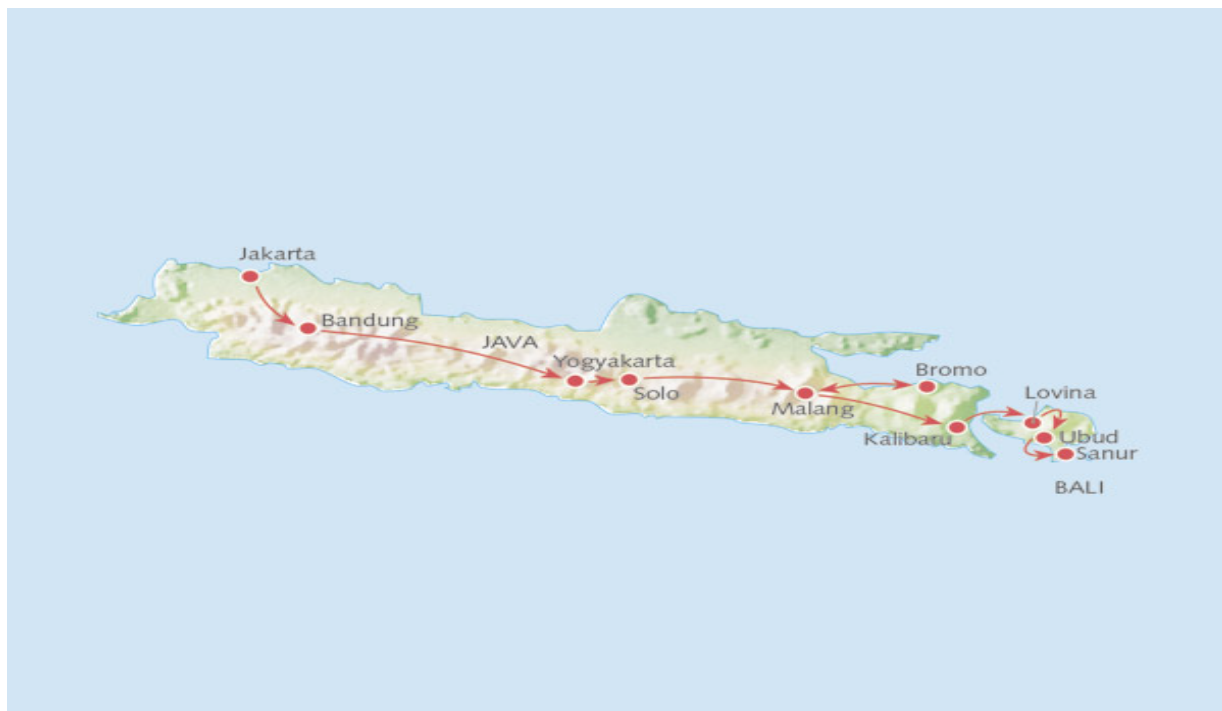 Jakarta
Bandung
JAVA
Yogyakarta
Solo
Bromo
Malang
Lovina
Kalibaru
Ubud
Sanur
BALI